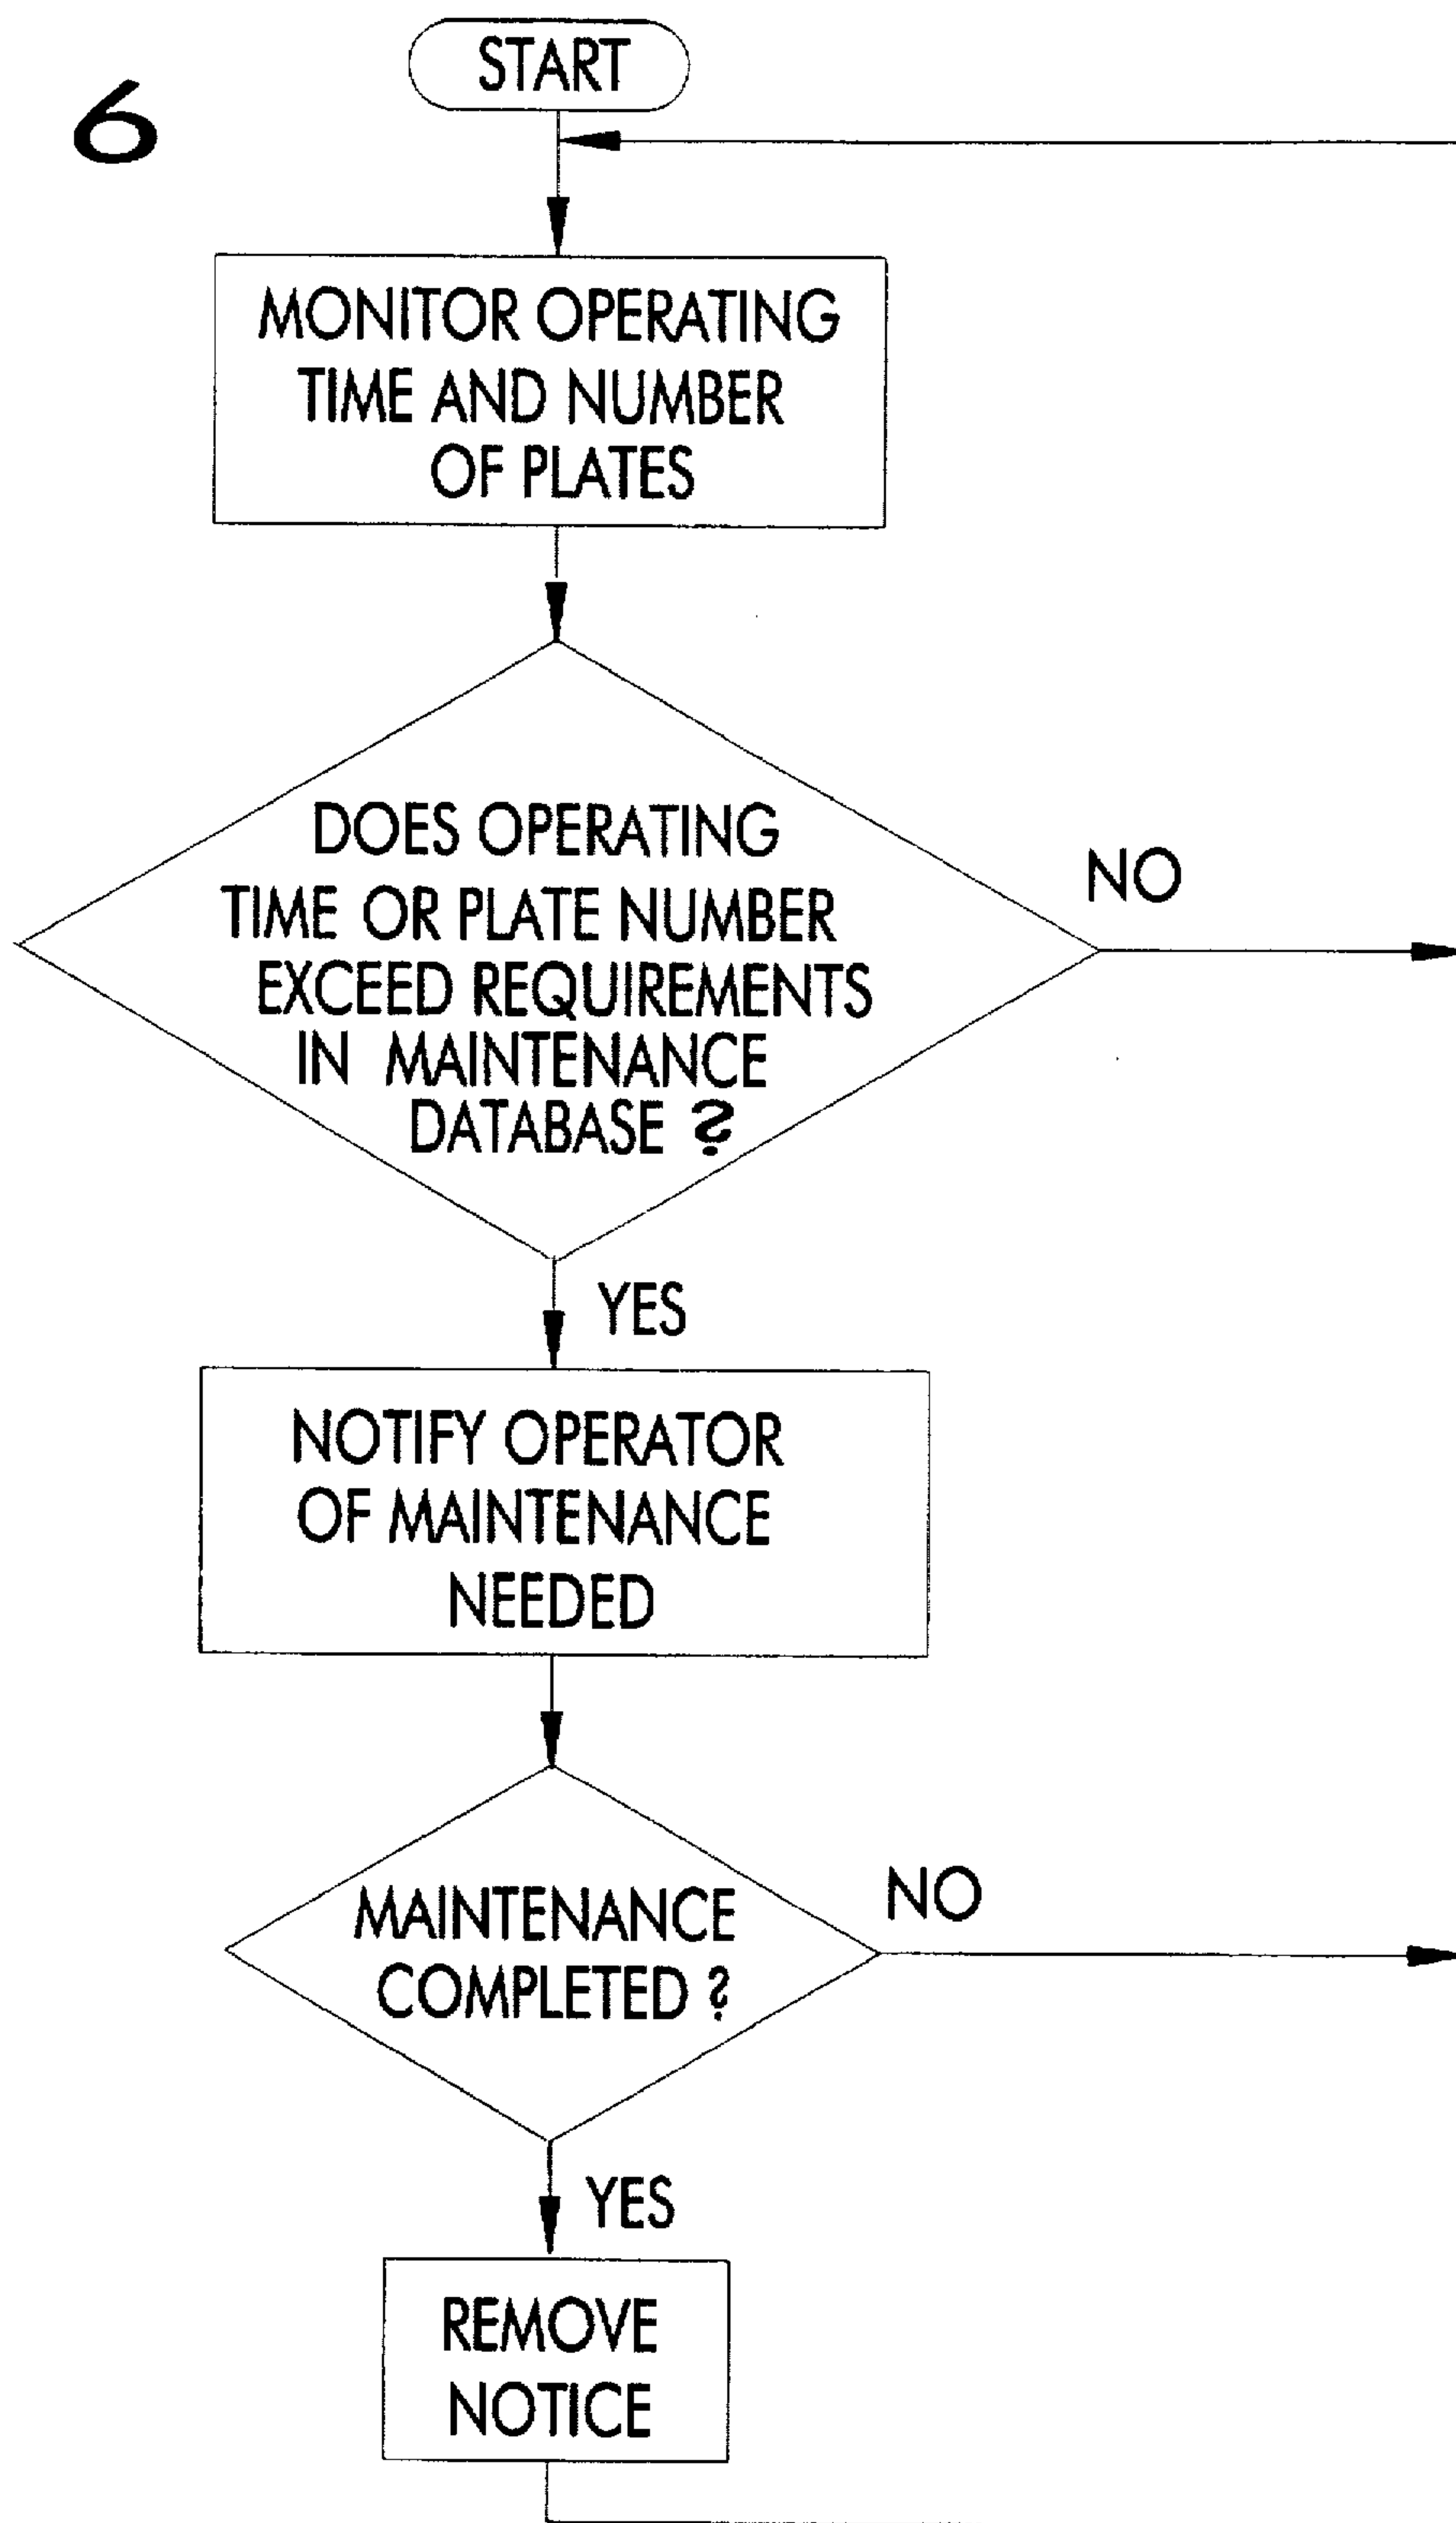 6
START
MONITOR OPERATING
TIME AND NUMBER
OF PLATES
DOES OPERATING
TIME OR PLATE NUMBER
EXCEED REQUIREMENTS
IN MAINTENANCE
DATABASE ?
NO
YES
NOTIFY OPERATOR
OF MAINTENANCE
NEEDED
MAINTENANCE
COMPLETED ?
NO
YES
REMOVE
NOTICE